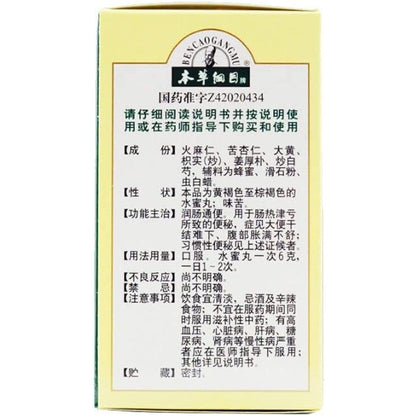 BENCAOGANGMU
本草纲目牌
国药准字Z42020434
请仔细阅读说明书并按说明使
用或在药师指导下购买和使用
【成份】火麻仁、苦杏仁、大黄、
枳实(炒)、姜厚朴、炒白
芍，辅料为蜂蜜、滑石粉、
虫白蜡。
【性状】本品为黄褐色至棕褐色的
水蜜丸；味苦。
【功能主治】润肠通便。用于肠热津亏
所致的便秘，症见大便干
结难下、腹部胀满不舒；
习惯性便秘见上述证候者。
【用法用量】口服。水蜜丸一次6克，
一日1~2次。
【不良反应】尚不明确。
【禁忌】尚不明确。
【注意事项】饮食宜清淡，忌酒及辛辣
食物；不宜在服药期间同
时服用滋补性中药；有高
血压、心脏病、肝病、糖
尿病、肾病等慢性病严重
者应在医师指导下服用；
其他详见说明书。
【贮藏】密封。